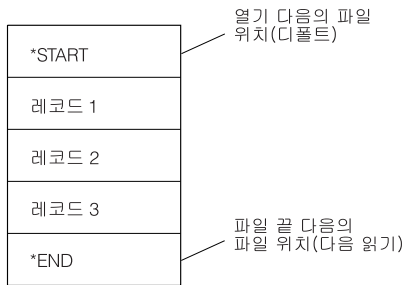 열기 다음의 파일
위치(디폴트)
*START
레코드 1
레코드 2
레코드 3
파일 끝 다음의
파일 위치(다음 읽기)
*END